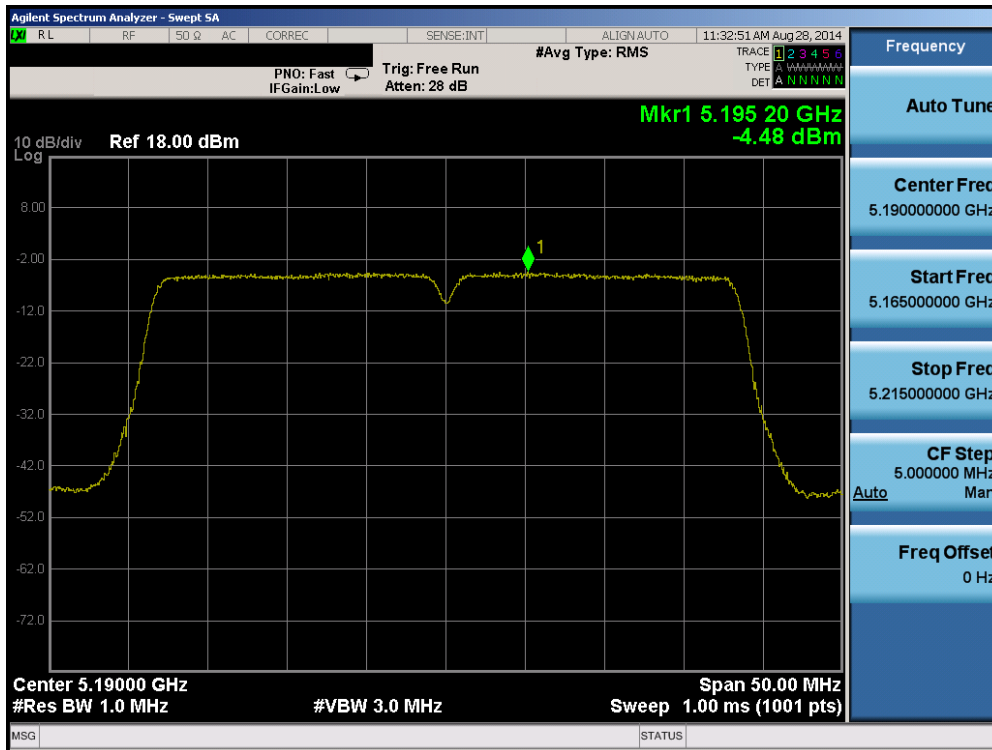 Agilent Spectrum Analyzer - Swept SA
LXI RL RF 50 Ω AC CORREC SENSE:INT ALIGN AUTO 11:32:51 AM Aug 28, 2014
#Avg Type: RMS
TRACE 1 2 3 4 5 6
TYPE A WWWWW
DET A N N N N N
PNO: Fast
IFGain:Low
Trig: Free Run
Atten: 28 dB
Mkr1 5.195 20 GHz
-4.48 dBm
10 dB/div Ref 18.00 dBm
Log
1
8.00
-2.00
-12.0
-22.0
-32.0
-42.0
-52.0
-62.0
-72.0
Center 5.19000 GHz Span 50.00 MHz
#Res BW 1.0 MHz #VBW 3.0 MHz Sweep 1.00 ms (1001 pts)
MSG STATUS
Frequency
Auto Tune
Center Freq
5.190000000 GHz
Start Freq
5.165000000 GHz
Stop Freq
5.215000000 GHz
CF Step
5.000000 MHz
Auto Man
Freq Offset
0 Hz